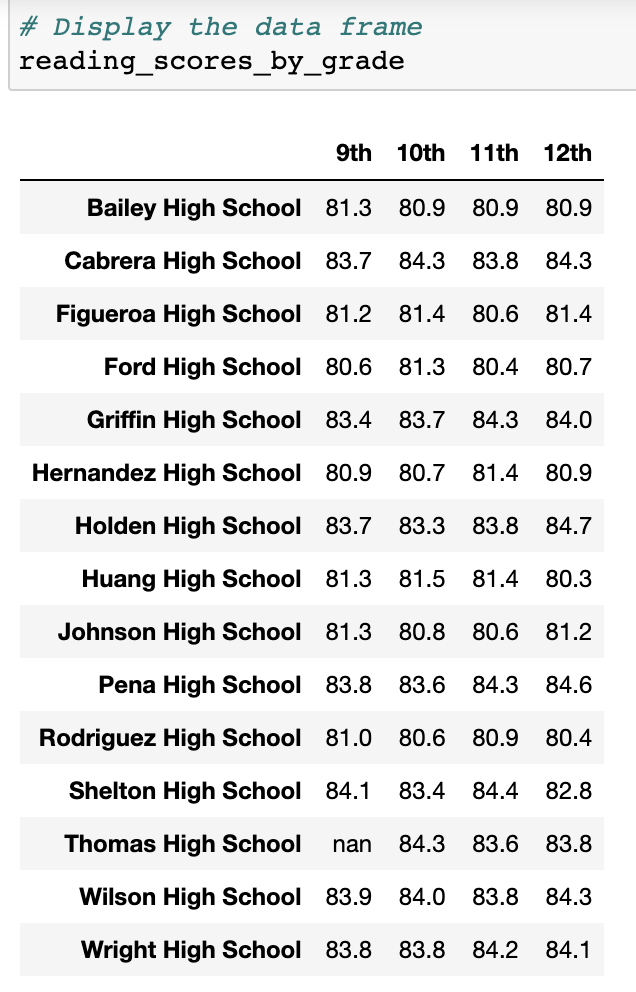 # Display the data frame
reading_scores_by_grade
9th 10th 11th 12th
Bailey High School 81.3 80.9 80.9 80.9
Cabrera High School 83.7 84.3 83.8 84.3
Figueroa High School 81.2 81.4 80.6 81.4
Ford High School 80.6 81.3 80.4 80.7
Griffin High School 83.4 83.7 84.3 84.0
Hernandez High School 80.9 80.7 81.4 80.9
Holden High School 83.7 83.3 83.8 84.7
Huang High School 81.3 81.5 81.4 80.3
Johnson High School 81.3 80.8 80.6 81.2
Pena High School 83.8 83.6 84.3 84.6
Rodriguez High School 81.0 80.6 80.9 80.4
Shelton High School 84.1 83.4 84.4 82.8
Thomas High School nan 84.3 83.6 83.8
Wilson High School 83.9 84.0 83.8 84.3
Wright High School 83.8 83.8 84.2 84.1